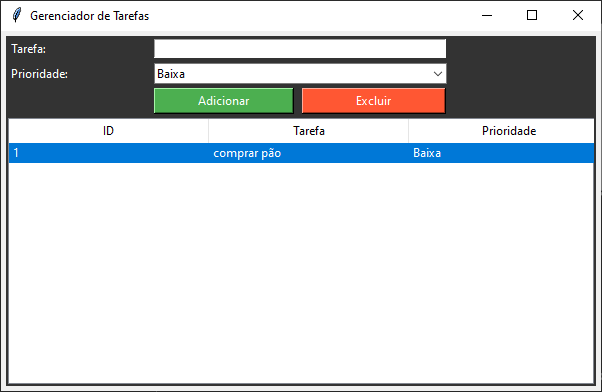 Gerenciador de Tarefas
Tarefa:
Prioridade: Baixa
Adicionar Excluir
ID Tarefa Prioridade
1 comprar pão Baixa